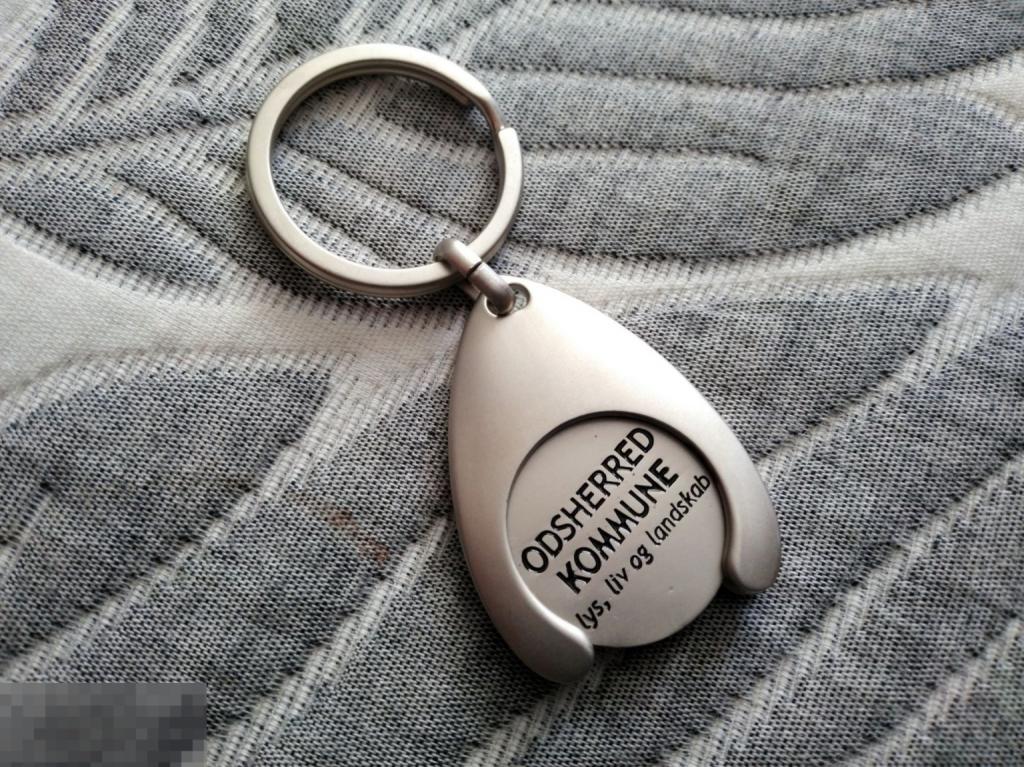 ODSHERRED
KOMMUNE
lys, liv og landskab